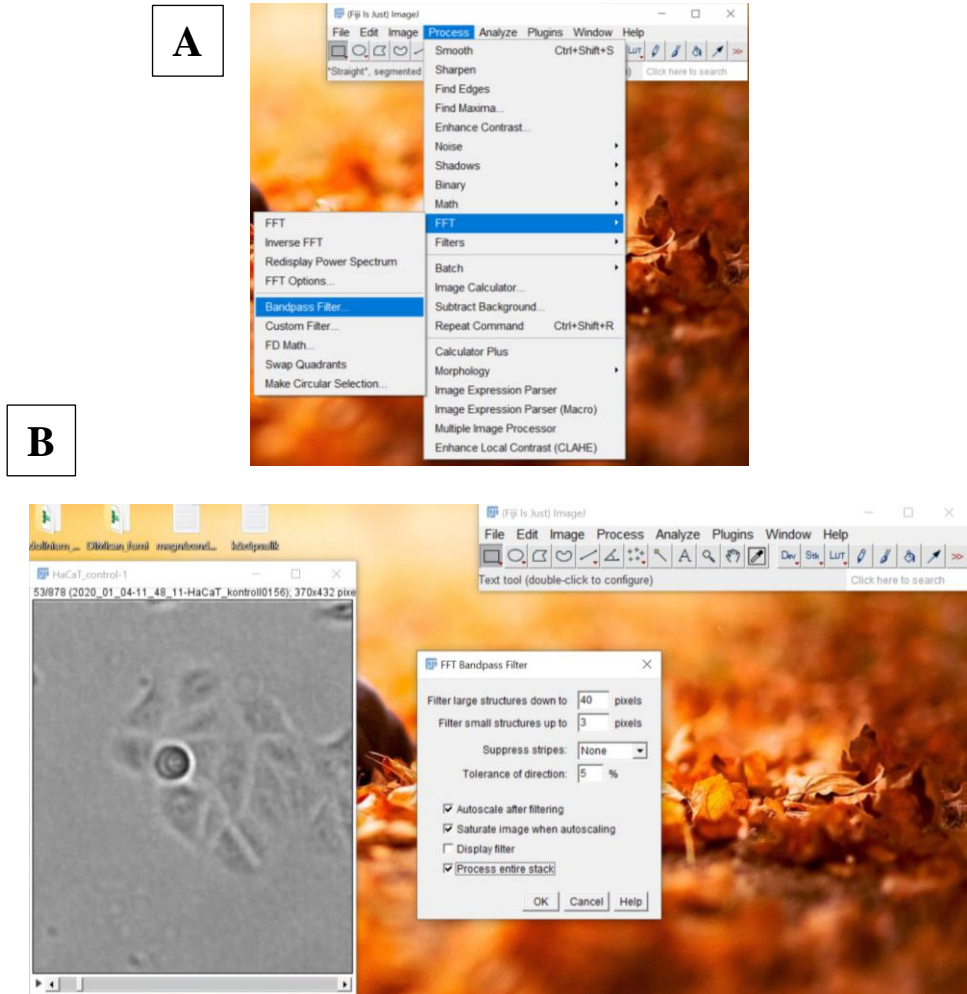 A
(Fiji Is Just) ImageJ
File Edit Image Process Analyze Plugins Window Help
"Straight", segmented
Click here to search
LUT
Smooth Ctrl+Shift+S
Sharpen
Find Edges
Find Maxima...
Enhance Contrast...
Noise
Shadows
Binary
Math
FFT
Filters
Batch
Image Calculator...
Subtract Background...
Repeat Command Ctrl+Shift+R
Calculator Plus
Morphology
Image Expression Parser
Image Expression Parser (Macro)
Multiple Image Processor
Enhance Local Contrast (CLAHE)
FFT
Inverse FFT
Redisplay Power Spectrum
FFT Options...
Bandpass Filter...
Custom Filter...
FD Math...
Swap Quadrants
Make Circular Selection...
B
HaCaT_control-1
53/878 (2020_01_04-11_48_11-HaCaT_kontroll0156); 370x432 pixe
(Fiji Is Just) ImageJ
File Edit Image Process Analyze Plugins Window Help
A Dev Stk LUT
Text tool (double-click to configure)
Click here to search
FFT Bandpass Filter
Filter large structures down to 40 pixels
Filter small structures up to 3 pixels
Suppress stripes: None
Tolerance of direction: 5 %
Autoscale after filtering
Saturate image when autoscaling
Display filter
Process entire stack
OK Cancel Help